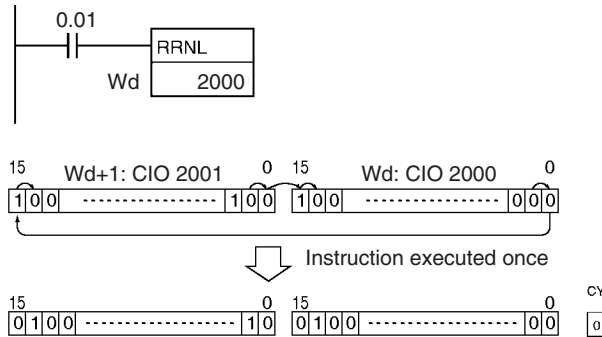 0.01
RRNL
Wd 2000
15 Wd+1: CIO 2001 0 15 Wd: CIO 2000 0
1 0 0 1 0 0 1 0 0 0 0 0
Instruction executed once
15 0 15 0 CY
0 1 0 0 1 0 0 1 0 0 0 0 0